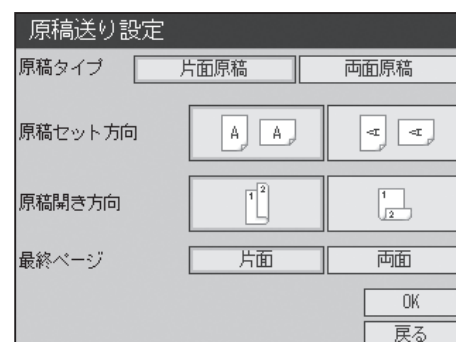 原稿送り設定
原稿タイプ 片面原稿 両面原稿
原稿セット方向 A A A A
原稿開き方向 1 2 1 2
最終ページ 片面 両面
OK
戻る